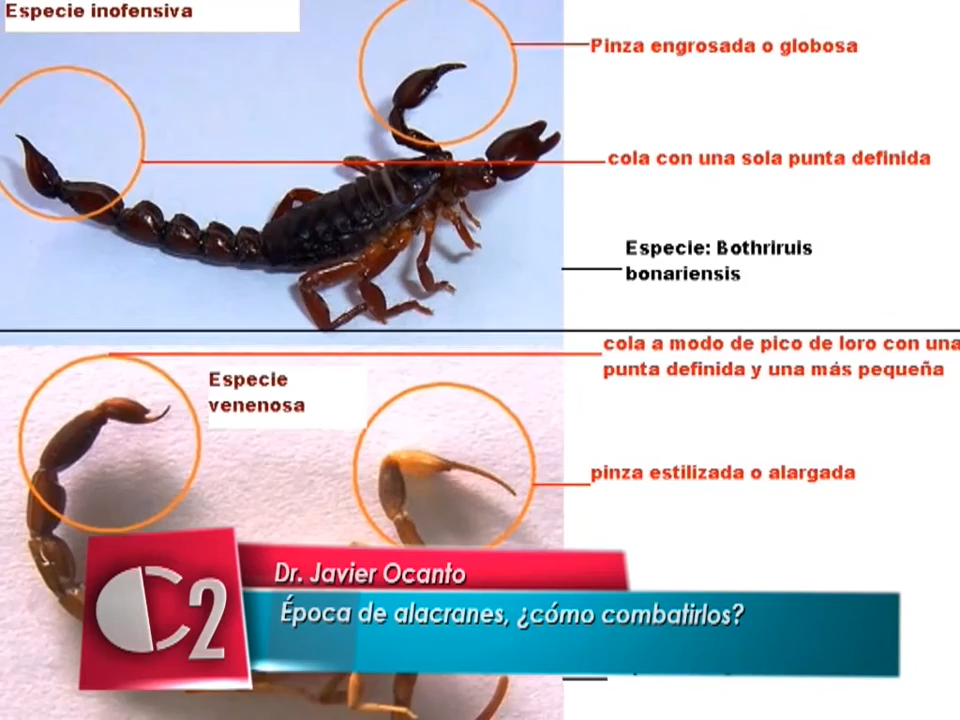 Especie inofensiva
Pinza engrosada o globosa
cola con una sola punta definida
Especie: Bothriruis
bonariensis
cola a modo de pico de loro con una
punta definida y una más pequeña
Especie
venenosa
pinza estilizada o alargada
C2
Dr. Javier Ocanto
Época de alacranes, ¿cómo combatirlos?